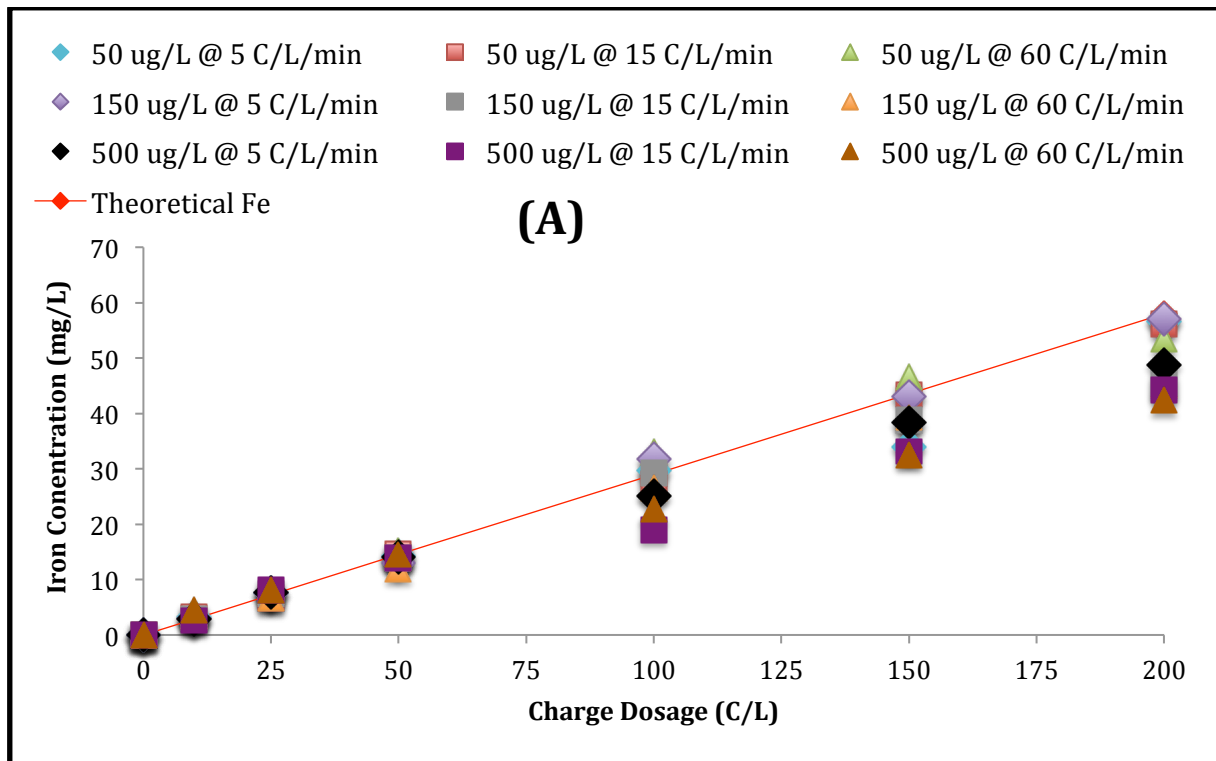 50 ug/L @ 5 C/L/min 50 ug/L @ 15 C/L/min 50 ug/L @ 60 C/L/min
150 ug/L @ 5 C/L/min 150 ug/L @ 15 C/L/min 150 ug/L @ 60 C/L/min
500 ug/L @ 5 C/L/min 500 ug/L @ 15 C/L/min 500 ug/L @ 60 C/L/min
Theoretical Fe
(A)
Iron Conentration (mg/L)
70
60
50
40
30
20
10
0
0 25 50 75 100 125 150 175 200
Charge Dosage (C/L)